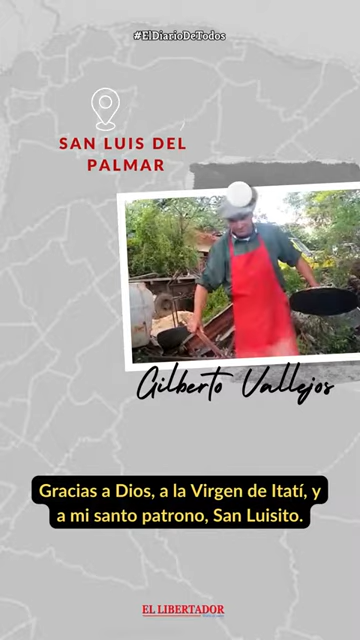 #ElDiarioDeTodos
SAN LUIS DEL
PALMAR
Gilberto Vallejos
Gracias a Dios, a la Virgen de Itatí, y
a mi santo patrono, San Luisito.
EL LIBERTADOR